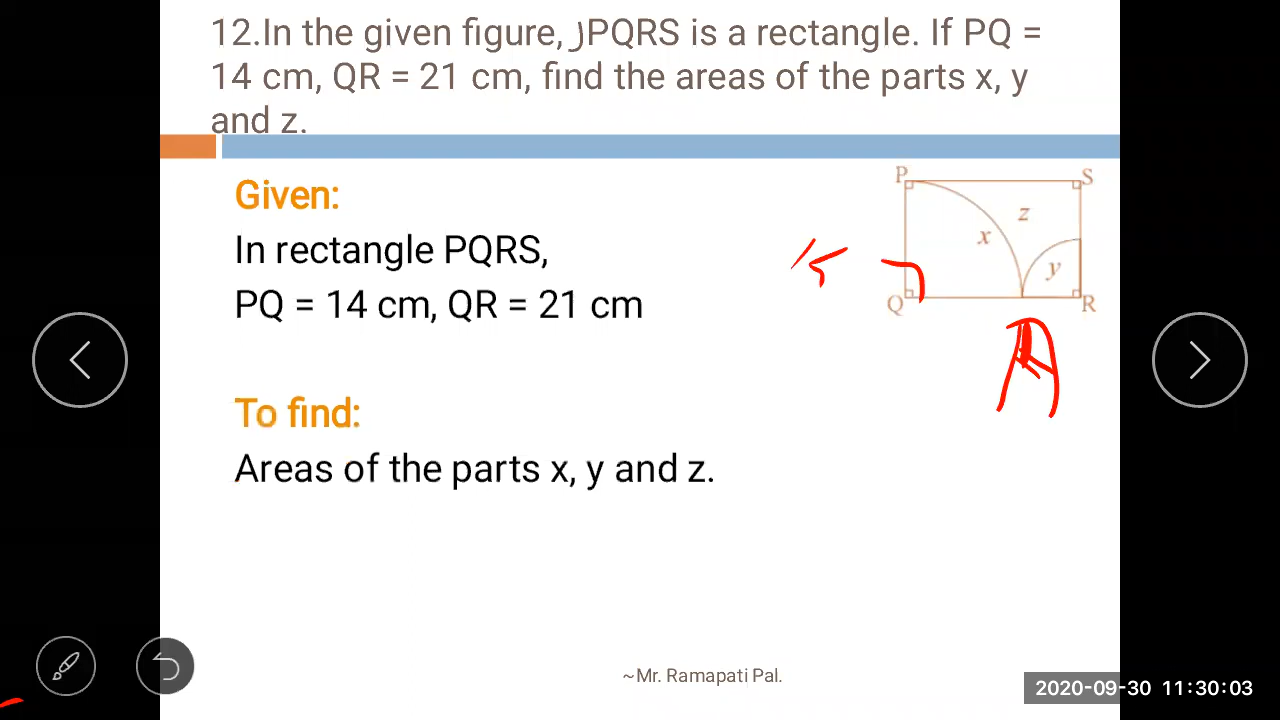 12.In the given figure, PQRS is a rectangle. If PQ =
14 cm, QR = 21 cm, find the areas of the parts x, y
and z.
Given:
In rectangle PQRS,
PQ = 14 cm, QR = 21 cm
To find:
Areas of the parts x, y and z.
P
S
z
x
y
Q
R
A
~Mr. Ramapati Pal.
2020-09-30 11:30:03